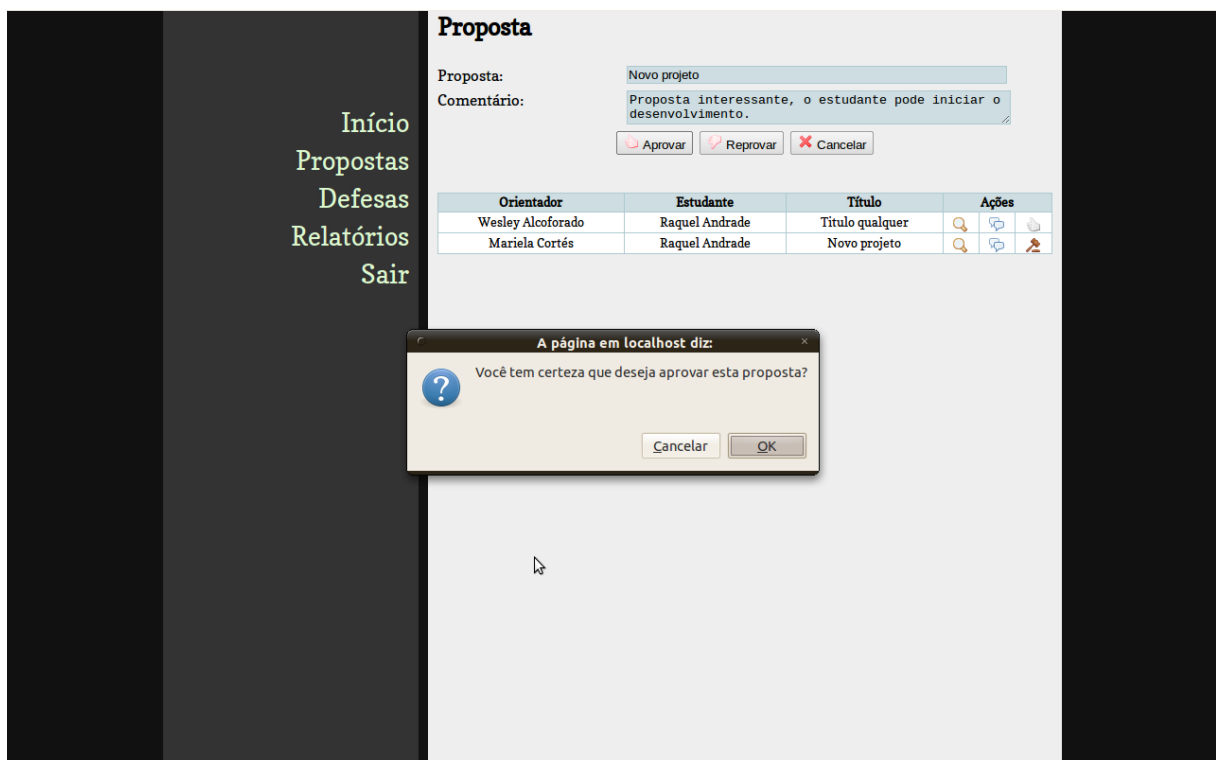 Proposta
Proposta: Novo projeto
Comentário: Proposta interessante, o estudante pode iniciar o
desenvolvimento.
Aprovar Reprovar Cancelar
Início
Propostas
Defesas
Relatórios
Sair
Orientador Estudante Título Ações
Wesley Alcoforado Raquel Andrade Titulo qualquer
Mariela Cortés Raquel Andrade Novo projeto
A página em localhost diz:
Você tem certeza que deseja aprovar esta proposta?
Cancelar OK